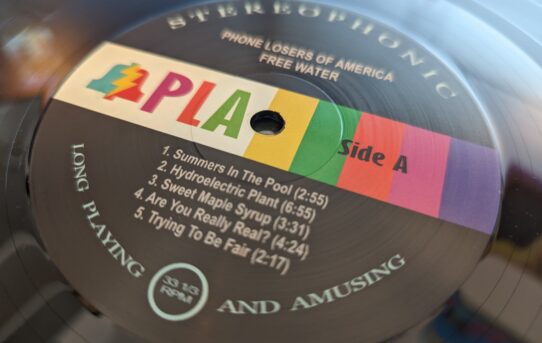 STEREOPHONIC
PHONE LOSERS OF AMERICA
FREE WATER
PLA
Side A
1. Summers In The Pool (2:55)
2. Hydroelectric Plant (6:55)
3. Sweet Maple Syrup (3:31)
4. Are You Really Real? (4:24)
5. Trying To Be Fair (2:17)
LONG PLAYING
33 1/3
RPM
AND AMUSING